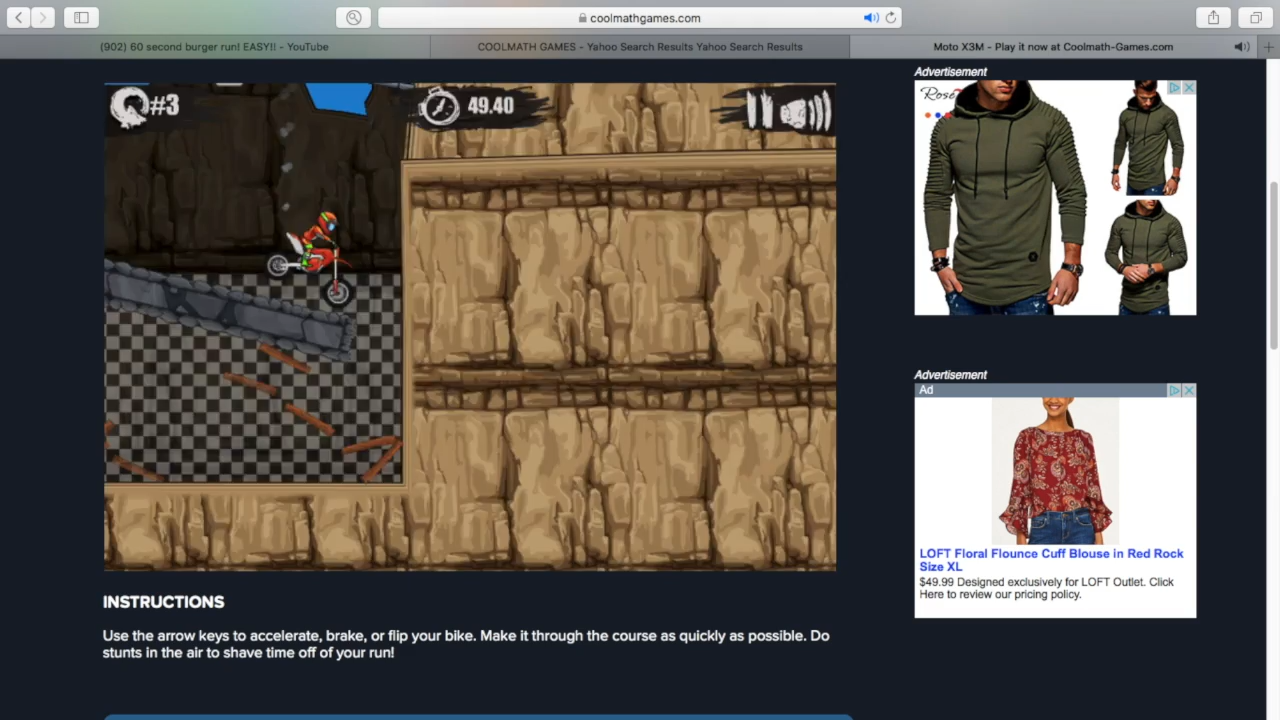 coolmathgames.com
(902) 60 second burger run! EASY!! - YouTube
COOLMATH GAMES - Yahoo Search Results Yahoo Search Results
Moto X3M - Play it now at Coolmath-Games.com
#3
49.40
INSTRUCTIONS
Use the arrow keys to accelerate, brake, or flip your bike. Make it through the course as quickly as possible. Do
stunts in the air to shave time off of your run!
Advertisement
Advertisement
Ad
LOFT Floral Flounce Cuff Blouse in Red Rock
Size XL
$49.99 Designed exclusively for LOFT Outlet. Click
Here to review our pricing policy.